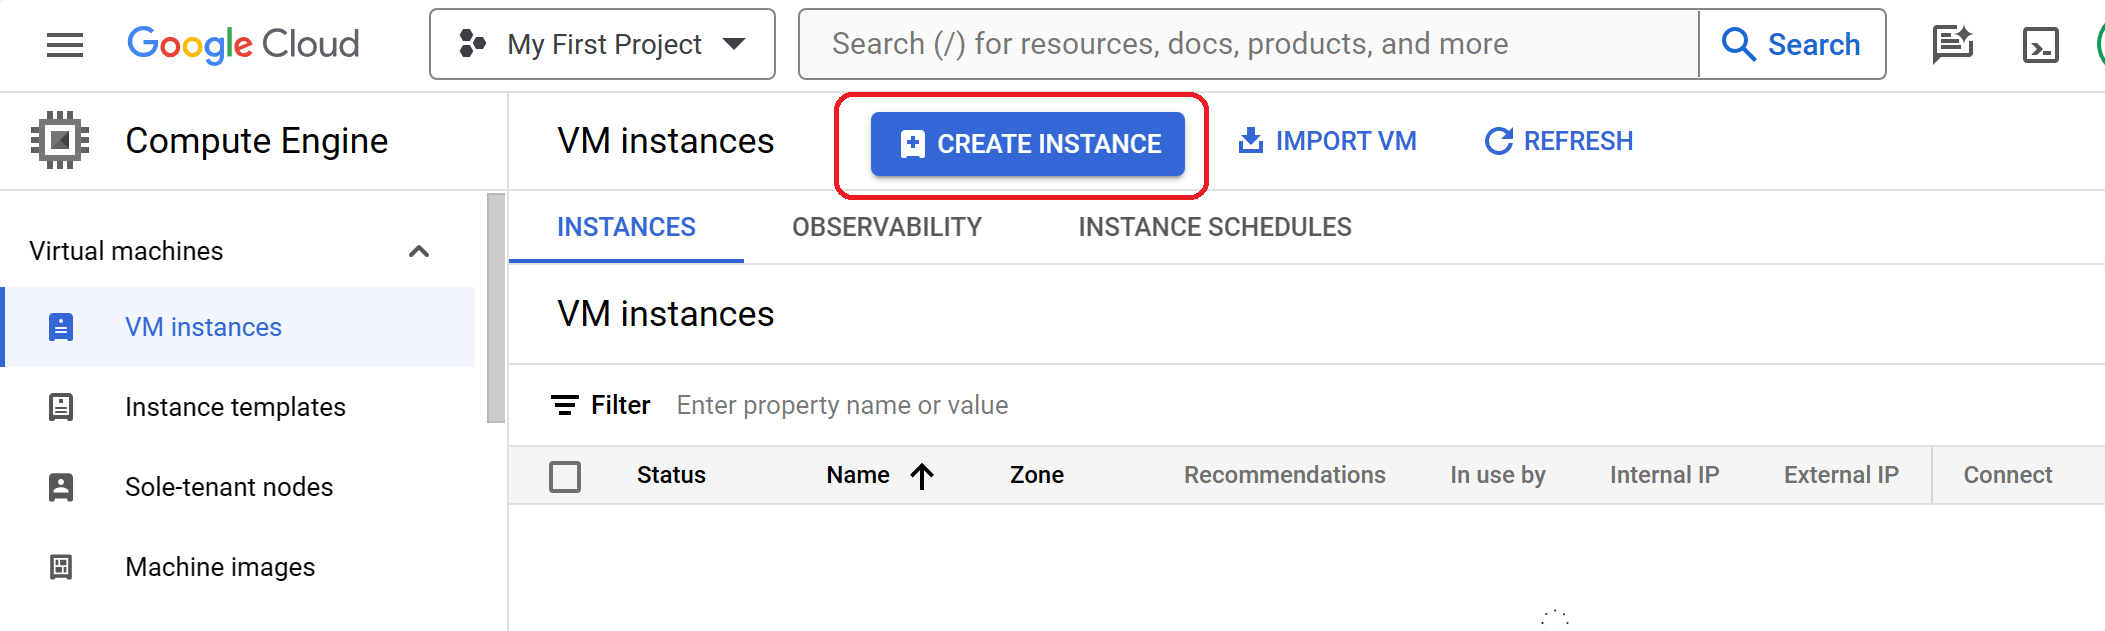 Google Cloud
My First Project
Search (/) for resources, docs, products, and more
Search
Compute Engine
VM instances
CREATE INSTANCE
IMPORT VM
REFRESH
Virtual machines
VM instances
Instance templates
Sole-tenant nodes
Machine images
INSTANCES OBSERVABILITY INSTANCE SCHEDULES
VM instances
Filter Enter property name or value
Status Name Zone Recommendations In use by Internal IP External IP Connect